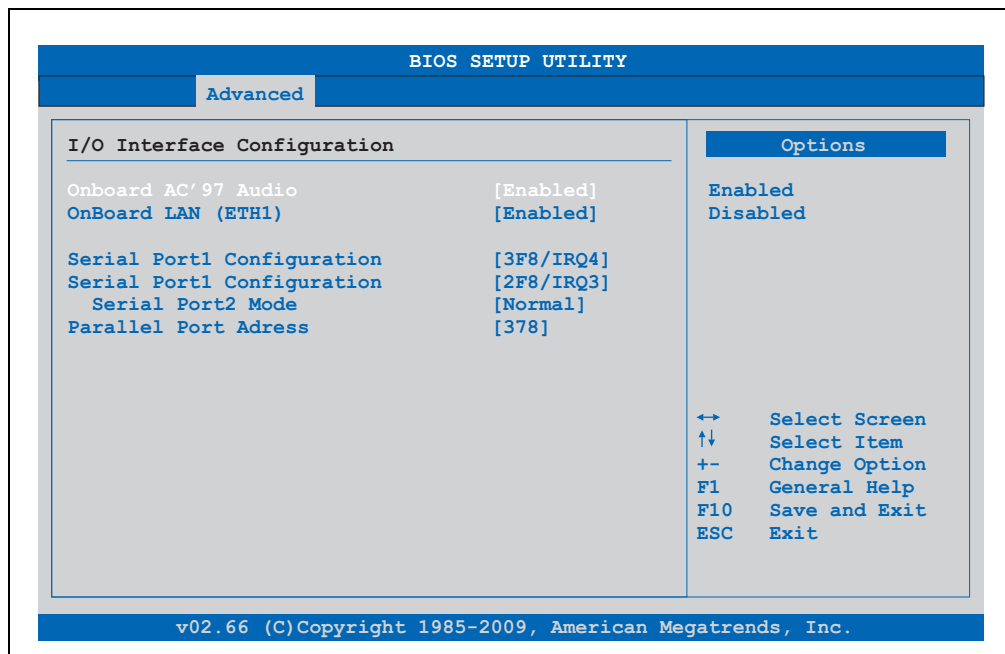 BIOS SETUP UTILITY
Advanced
I/O Interface Configuration
Onboard AC’97 Audio [Enabled]
OnBoard LAN (ETH1) [Enabled]
Serial Port1 Configuration [3F8/IRQ4]
Serial Port1 Configuration [2F8/IRQ3]
Serial Port2 Mode [Normal]
Parallel Port Adress [378]
Options
Enabled
Disabled
↔ Select Screen
↑↓ Select Item
+- Change Option
F1 General Help
F10 Save and Exit
ESC Exit
v02.66 (C)Copyright 1985-2009, American Megatrends, Inc.